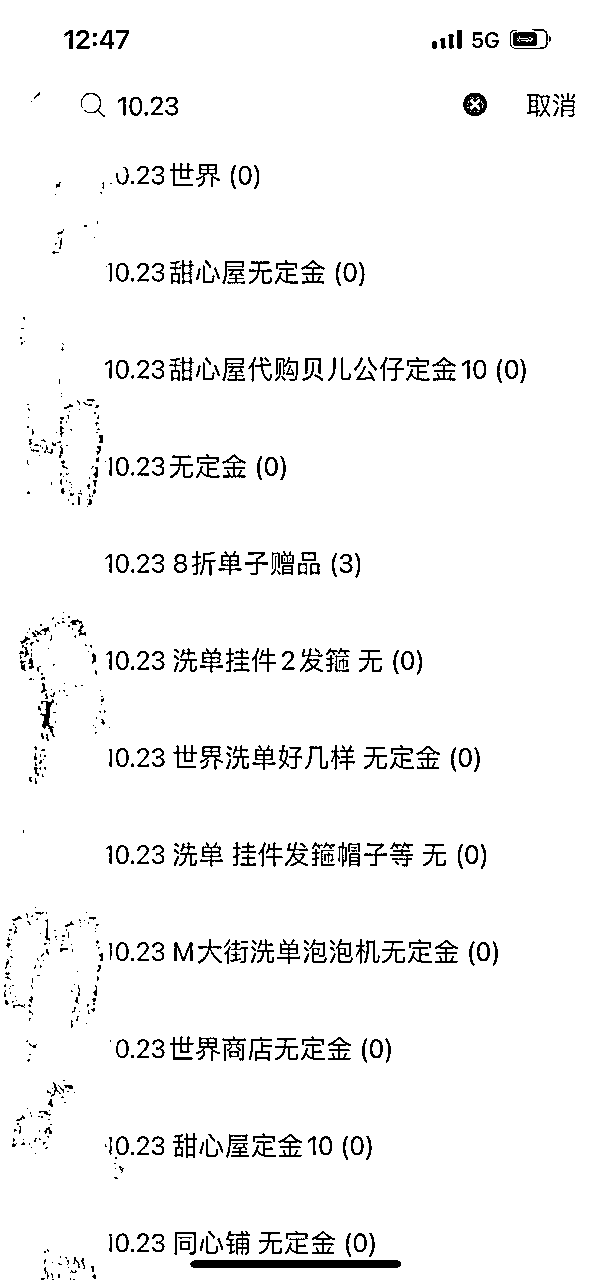 12:47 5G
10.23 取消
0.23世界 (0)
10.23甜心屋无定金 (0)
10.23甜心屋代购贝儿公仔定金10 (0)
10.23无定金 (0)
10.23 8折单子赠品 (3)
10.23 洗单挂件2发箍 无 (0)
10.23 世界洗单好几样 无定金 (0)
10.23 洗单 挂件发箍帽子等 无 (0)
10.23 M大街洗单泡泡机无定金 (0)
0.23世界商店无定金 (0)
10.23 甜心屋定金10 (0)
10.23 同心铺 无定金 (0)